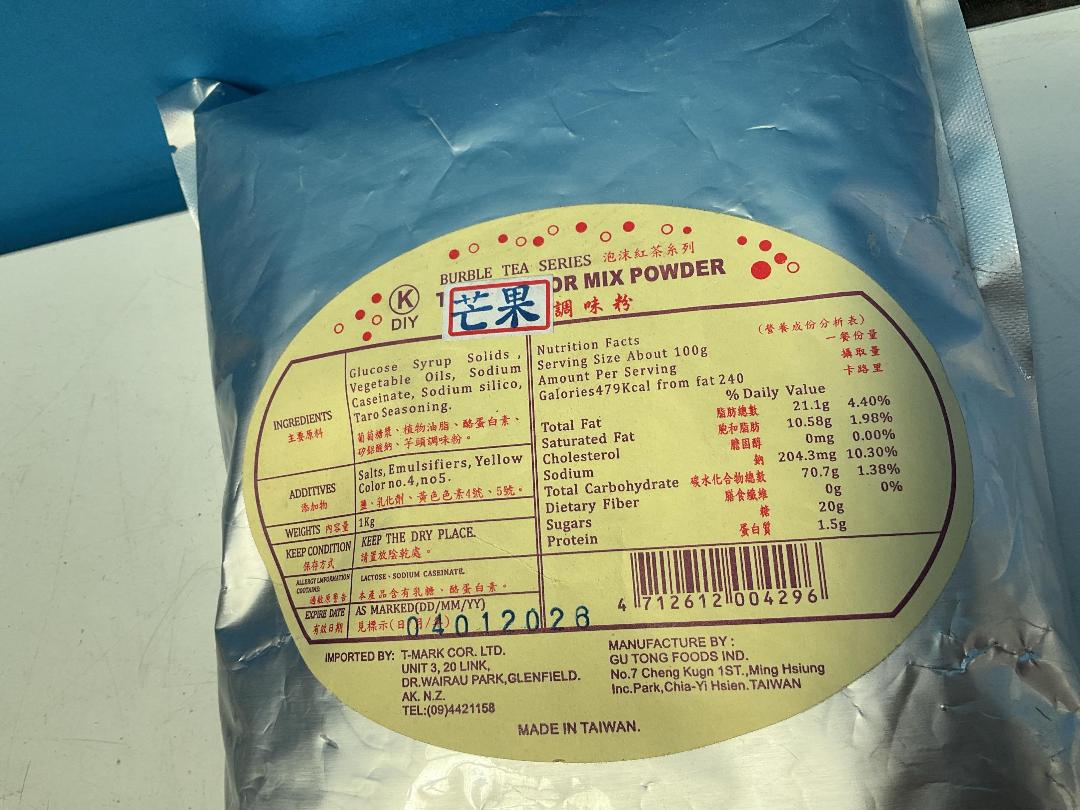 BURBLE TEA SERIES 泡沫紅茶系列
K
DIY
OR MIX POWDER
芒果
調味粉
INGREDIENTS
主要原料
Glucose Syrup Solids,
Vegetable Oils, Sodium
Caseinate, Sodium silico,
Taro Seasoning.
葡萄糖漿、植物油脂、酪蛋白素、
矽鋁酸鈉、芋頭調味粉。
ADDITIVES
添加物
Salts, Emulsifiers, Yellow
Color no.4,no5.
鹽、乳化劑、黃色色素4號、5號。
WEIGHTS 內容量
1Kg
KEEP CONDITION
保存方式
KEEP THE DRY PLACE.
請置放陰乾處。
CONTAINS:
過敏原警告
LACTOSE、SODIUM CASEINATE.
本產品含有乳糖、酪蛋白素。
EXPIRE DATE
有效日期
AS MARKED(DD/MM/YY)
見標示(日/月/
04012028
Nutrition Facts
(營養成份分析表)
Serving Size About 100g
一餐份量
Amount Per Serving
攝取量
Galories479Kcal from fat 240
卡路里
% Daily Value
Total Fat 脂肪總數 21.1g 4.40%
Saturated Fat 飽和脂肪 10.58g 1.98%
Cholesterol 膽固醇 0mg 0.00%
Sodium 鈉 204.3mg 10.30%
Total Carbohydrate 碳水化合物總數 70.7g 1.38%
Dietary Fiber 膳食纖維 0g 0%
Sugars 糖 20g
Protein 蛋白質 1.5g
4 712612 004296
IMPORTED BY: T-MARK COR. LTD.
UNIT 3, 20 LINK,
DR.WAIRAU PARK,GLENFIELD.
AK. N.Z.
TEL:(09)4421158
MANUFACTURE BY :
GU TONG FOODS IND.
No.7 Cheng Kugn 1ST.,Ming Hsiung
Inc.Park,Chia-Yi Hsien.TAIWAN
MADE IN TAIWAN.